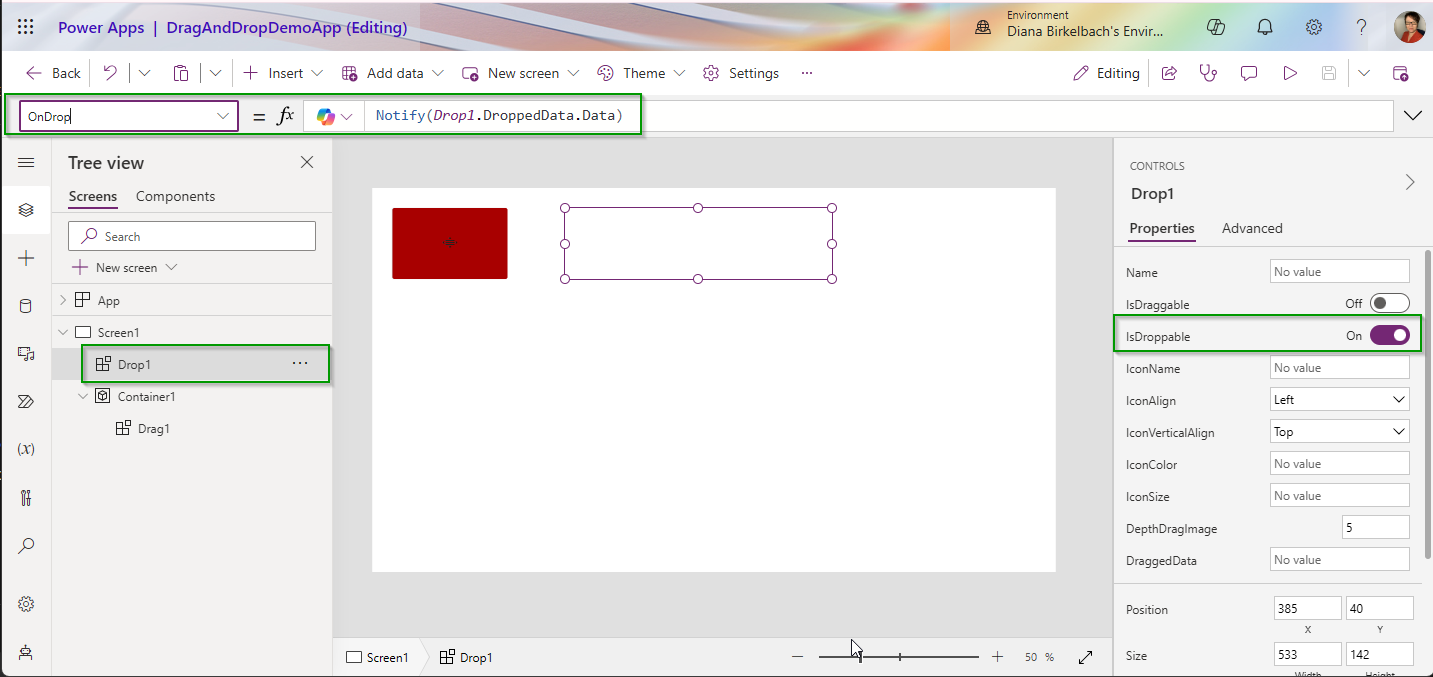 Power Apps | DragAndDropDemoApp (Editing)
Environment
Diana Birkelbach's Envir...
?
Back
Insert
Add data
New screen
Theme
Settings
...
Editing
OnDrop
= fx
Notify(Drop1.DroppedData.Data)
Tree view
Screens
Components
Search
New screen
App
Screen1
Drop1
...
Container1
Drag1
(x)
CONTROLS
Drop1
Properties
Advanced
Name
No value
IsDraggable
Off
IsDroppable
On
IconName
No value
IconAlign
Left
IconVerticalAlign
Top
IconColor
No value
IconSize
No value
DepthDragImage
5
DraggedData
No value
Position
385
40
X
Y
Size
533
142
Width
Height
Screen1
Drop1
50 %